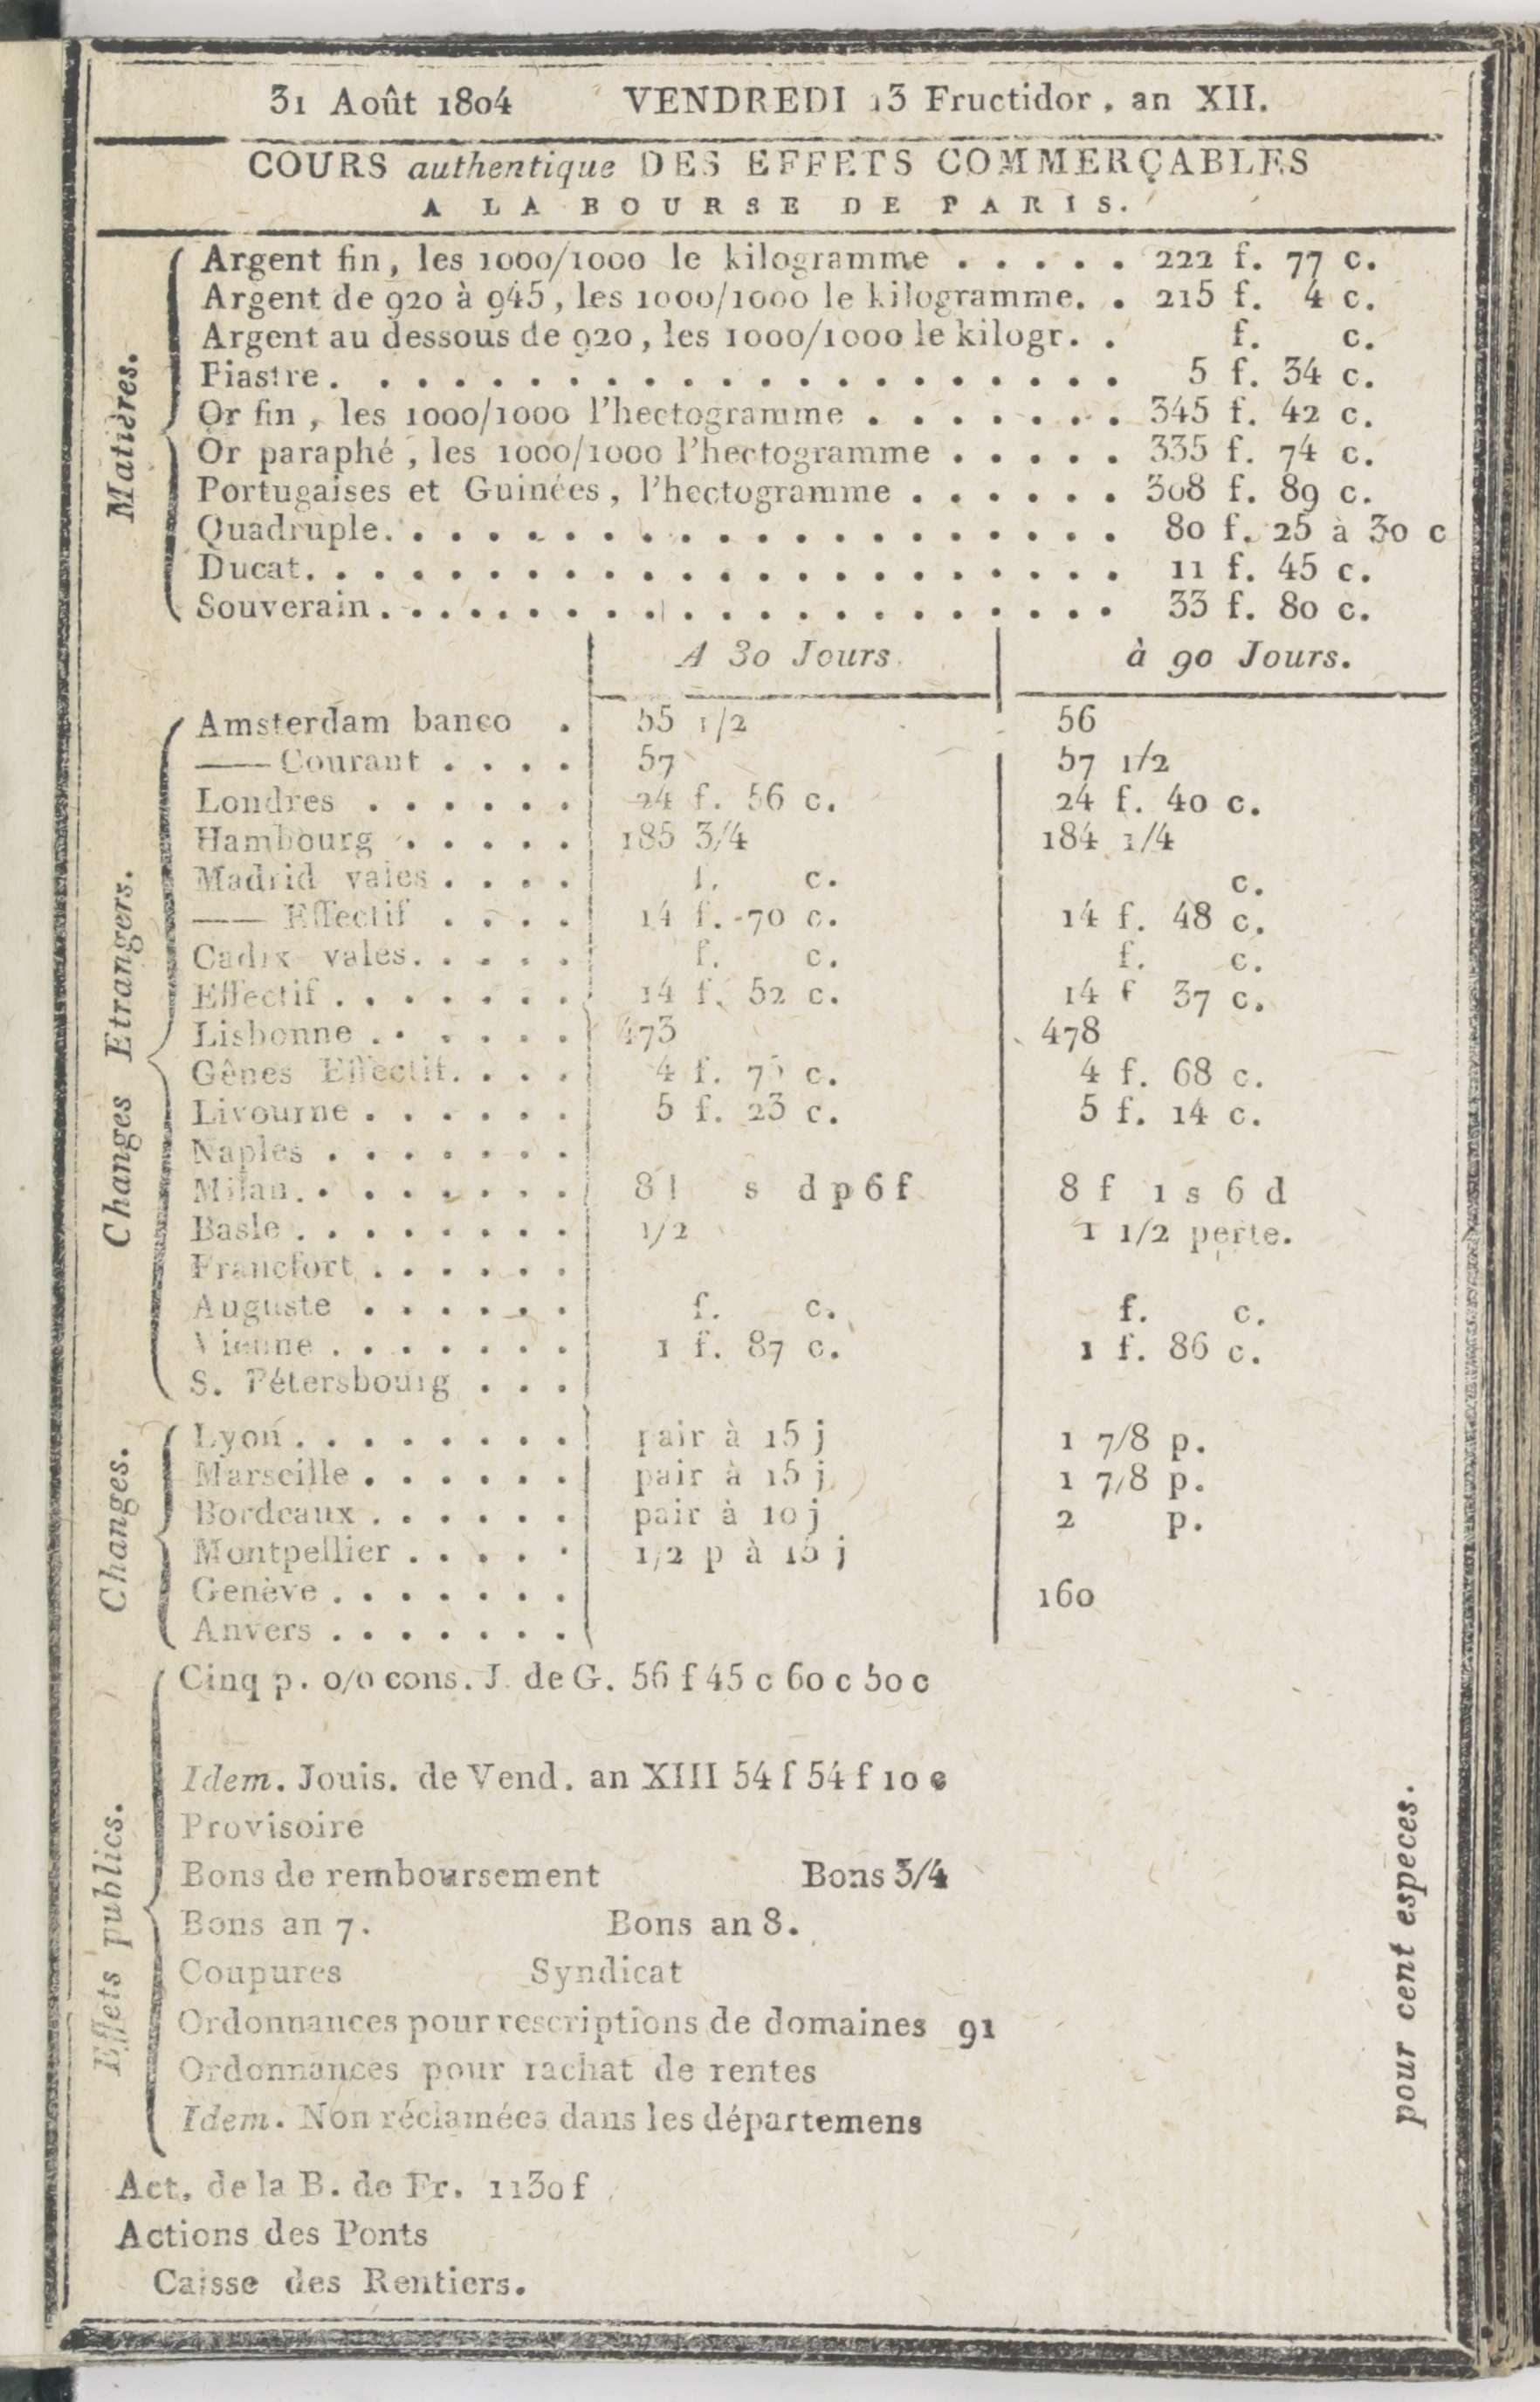 31 Août 1804 VENDREDI 13 Fructidor, an XII.
COURS authentique DES EFFETS COMMERÇABLES
A LA BOURSE DE PARIS.
Matières.
Argent fin, les 1000/1000 le kilogramme . . . . . 222 f. 77 c.
Argent de 920 à 945, les 1000/1000 le kilogramme. . 215 f. 4 c.
Argent au dessous de 920, les 1000/1000 le kilogr. . f. c.
Piastre. . . . . . . . . . . . . . . . . . . . . 5 f. 34 c.
Or fin, les 1000/1000 l'hectogramme . . . . . . . 345 f. 42 c.
Or paraphé, les 1000/1000 l'hectogramme . . . . . 335 f. 74 c.
Portugaises et Guinées, l'hectogramme . . . . . . 308 f. 89 c.
Quadruple. . . . . . . . . . . . . . . . . . . . 80 f. 25 à 30 c
Ducat. . . . . . . . . . . . . . . . . . . . . . 11 f. 45 c.
Souverain . . . . . . . . . . . . . . . . . . . . 33 f. 80 c.
A 30 Jours. à 90 Jours.
Changes Etrangers.
Amsterdam banco . 55 1/2 56
—— Courant . . . . 57 57 1/2
Londres . . . . . . 24 f. 56 c. 24 f. 40 c.
Hambourg . . . . . 185 3/4 184 1/4
Madrid vales . . . . f. c. c.
—— Effectif . . . . 14 f. 70 c. 14 f. 48 c.
Cadix vales. . . . . f. c. f. c.
Effectif . . . . . . . 14 f. 52 c. 14 f 37 c.
Lisbonne . . . . . . 473 478
Gênes Effectif. . . . 4 f. c. 4 f. 68 c.
Livourne . . . . . . 5 f. 23 c. 5 f. 14 c.
Naples . . . . . . .
Milan. . . . . . . . 8 l s d p 6 f 8 f 1 s 6 d
Basle . . . . . . . . 1/2 1 1/2 perte.
Francfort . . . . . .
Auguste . . . . . . f. c. f. c.
Vienne . . . . . . . 1 f. 87 c. 1 f. 86 c.
S. Pétersbourg . . .
Changes.
Lyon . . . . . . . . pair à 15 j 1 7/8 p.
Marseille . . . . . . pair à 15 j 1 7/8 p.
Bordeaux . . . . . . pair à 10 j 2 p.
Montpellier . . . . . 1/2 p à 15 j
Genève . . . . . . . 160
Anvers . . . . . . .
Effets publics.
Cinq p. 0/0 cons. J. de G. 56 f 45 c 60 c 50 c
Idem. Jouis. de Vend. an XIII 54 f 54 f 10 c
Provisoire
Bons de remboursement Bons 3/4
Bons an 7. Bons an 8.
Coupures Syndicat
Ordonnances pour rescriptions de domaines 91
Ordonnances pour rachat de rentes
Idem. Non réclamées dans les départemens
pour cent especes.
Act. de la B. de Fr. 1130 f
Actions des Ponts
Caisse des Rentiers.